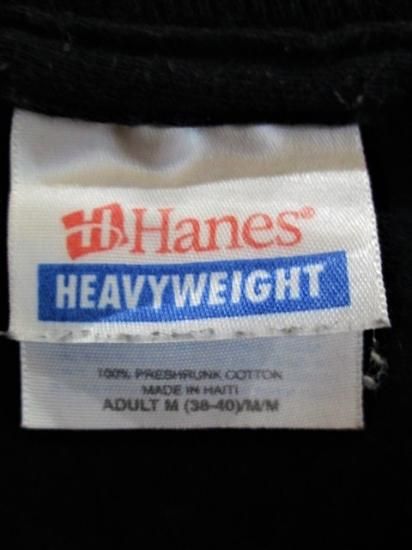 Hanes®
HEAVYWEIGHT
100% PRESHRUNK COTTON
MADE IN HAITI
ADULT M (38-40)/M/M